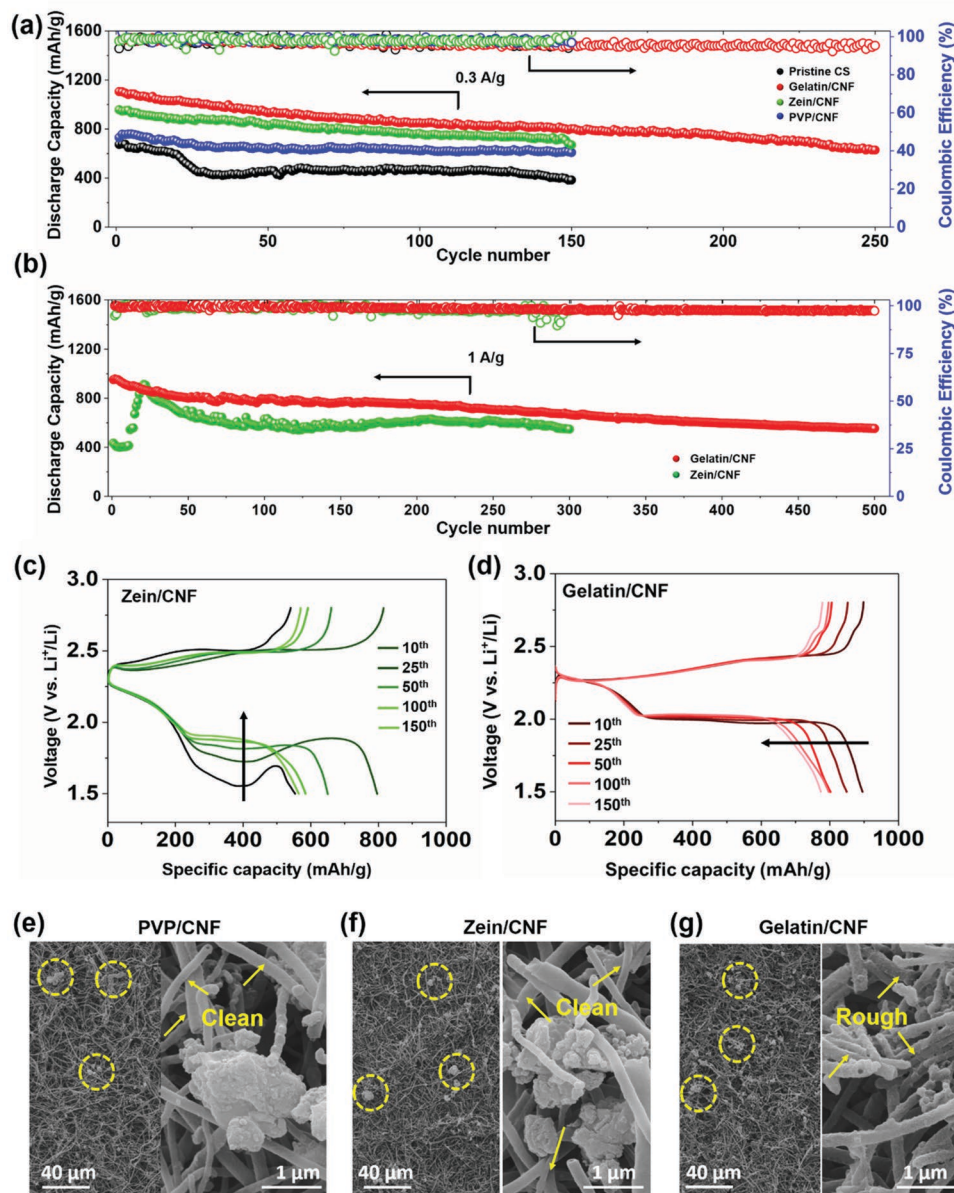 (a)
1600
1200
800
400
0
Discharge Capacity (mAh/g)
100
80
60
40
20
0
Coulombic Efficiency (%)
0.3 A/g
Pristine CS
Gelatin/CNF
Zein/CNF
PVP/CNF
0 50 100 150 200 250
Cycle number
(b)
1600
1200
800
400
0
Discharge Capacity (mAh/g)
100
75
50
25
0
Coulombic Efficiency (%)
1 A/g
Gelatin/CNF
Zein/CNF
0 50 100 150 200 250 300 350 400 450 500
Cycle number
(c)
Zein/CNF
3.0
2.5
2.0
1.5
Voltage (V vs. Li⁺/Li)
10th
25th
50th
100th
150th
0 200 400 600 800 1000
Specific capacity (mAh/g)
(d)
Gelatin/CNF
3.0
2.5
2.0
1.5
Voltage (V vs. Li⁺/Li)
10th
25th
50th
100th
150th
0 200 400 600 800 1000
Specific capacity (mAh/g)
(e)
PVP/CNF
Clean
40 μm
1 μm
(f)
Zein/CNF
Clean
40 μm
1 μm
(g)
Gelatin/CNF
Rough
40 μm
1 μm